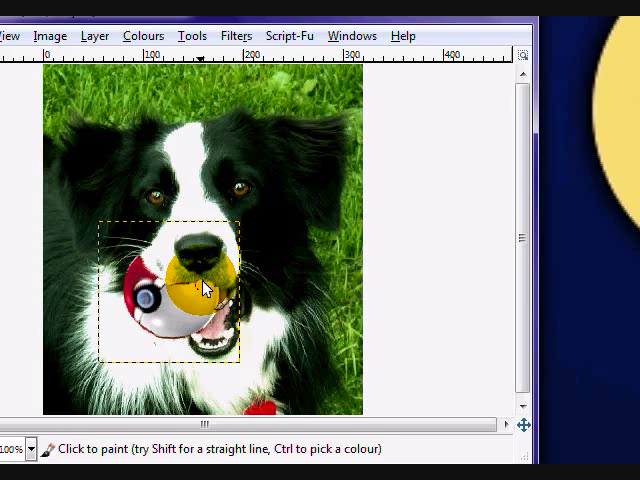 View Image Layer Colours Tools Filters Script-Fu Windows Help
0 100 200 300 400
100% Click to paint (try Shift for a straight line, Ctrl to pick a colour)